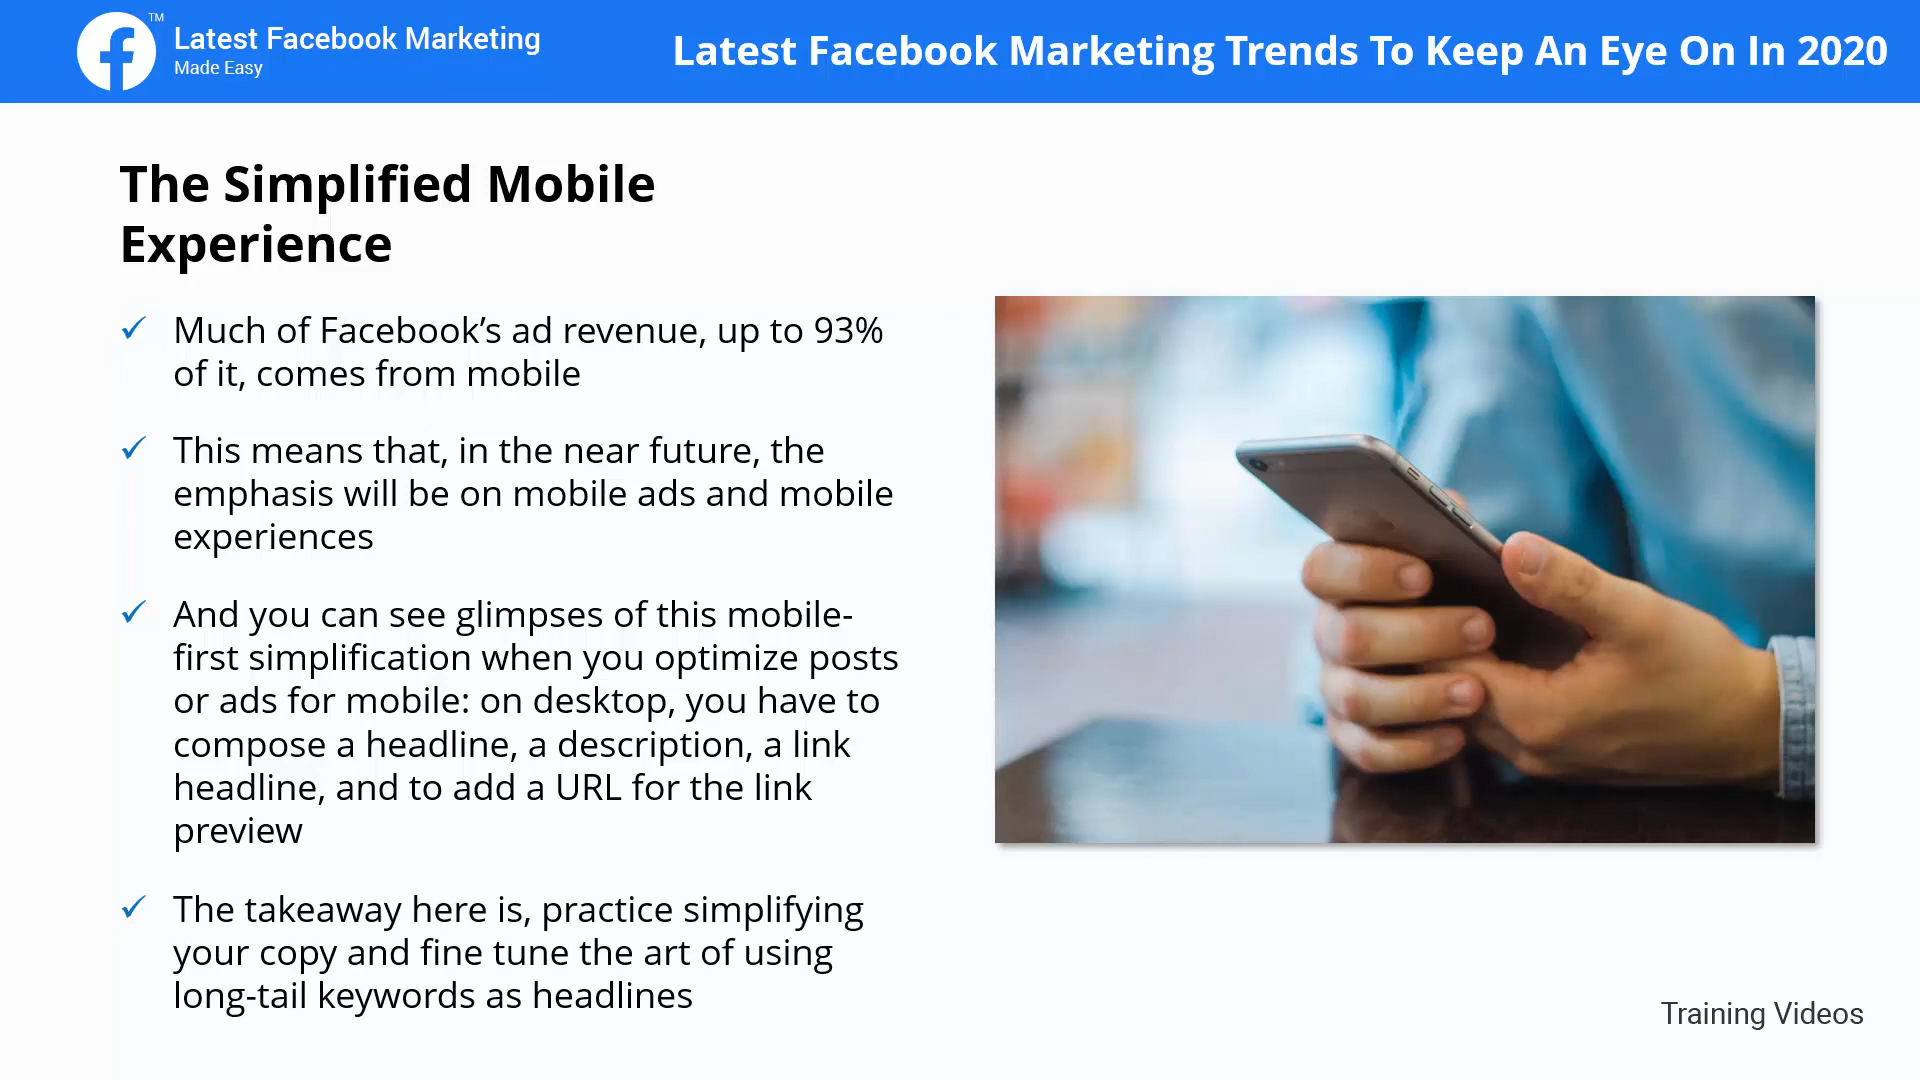 Latest Facebook Marketing
TM
Made Easy
Latest Facebook Marketing Trends To Keep An Eye On In 2020
The Simplified Mobile
Experience
✓ Much of Facebook’s ad revenue, up to 93%
of it, comes from mobile
✓ This means that, in the near future, the
emphasis will be on mobile ads and mobile
experiences
✓ And you can see glimpses of this mobile-
first simplification when you optimize posts
or ads for mobile: on desktop, you have to
compose a headline, a description, a link
headline, and to add a URL for the link
preview
✓ The takeaway here is, practice simplifying
your copy and fine tune the art of using
long-tail keywords as headlines
Training Videos